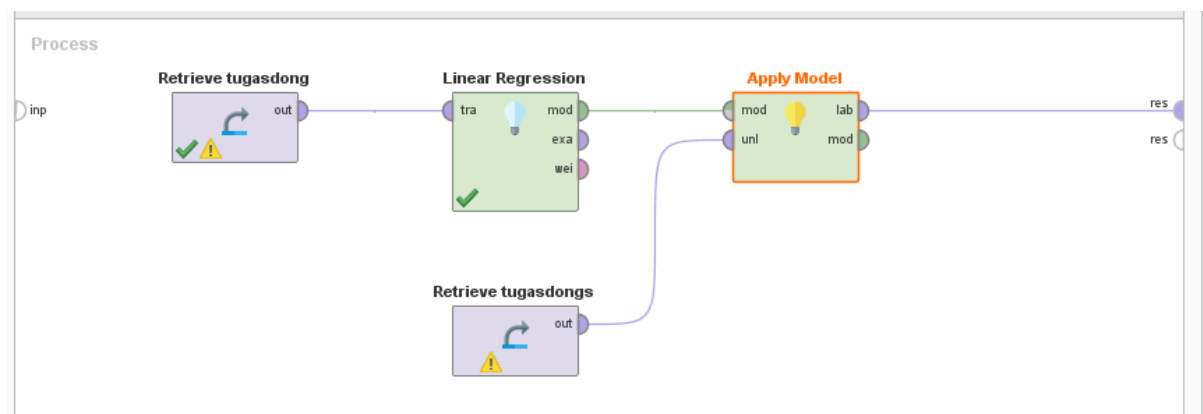 Process
inp
Retrieve tugasdong
out
Linear Regression
tra
mod
exa
wei
Apply Model
mod
lab
unl
mod
res
res
Retrieve tugasdongs
out